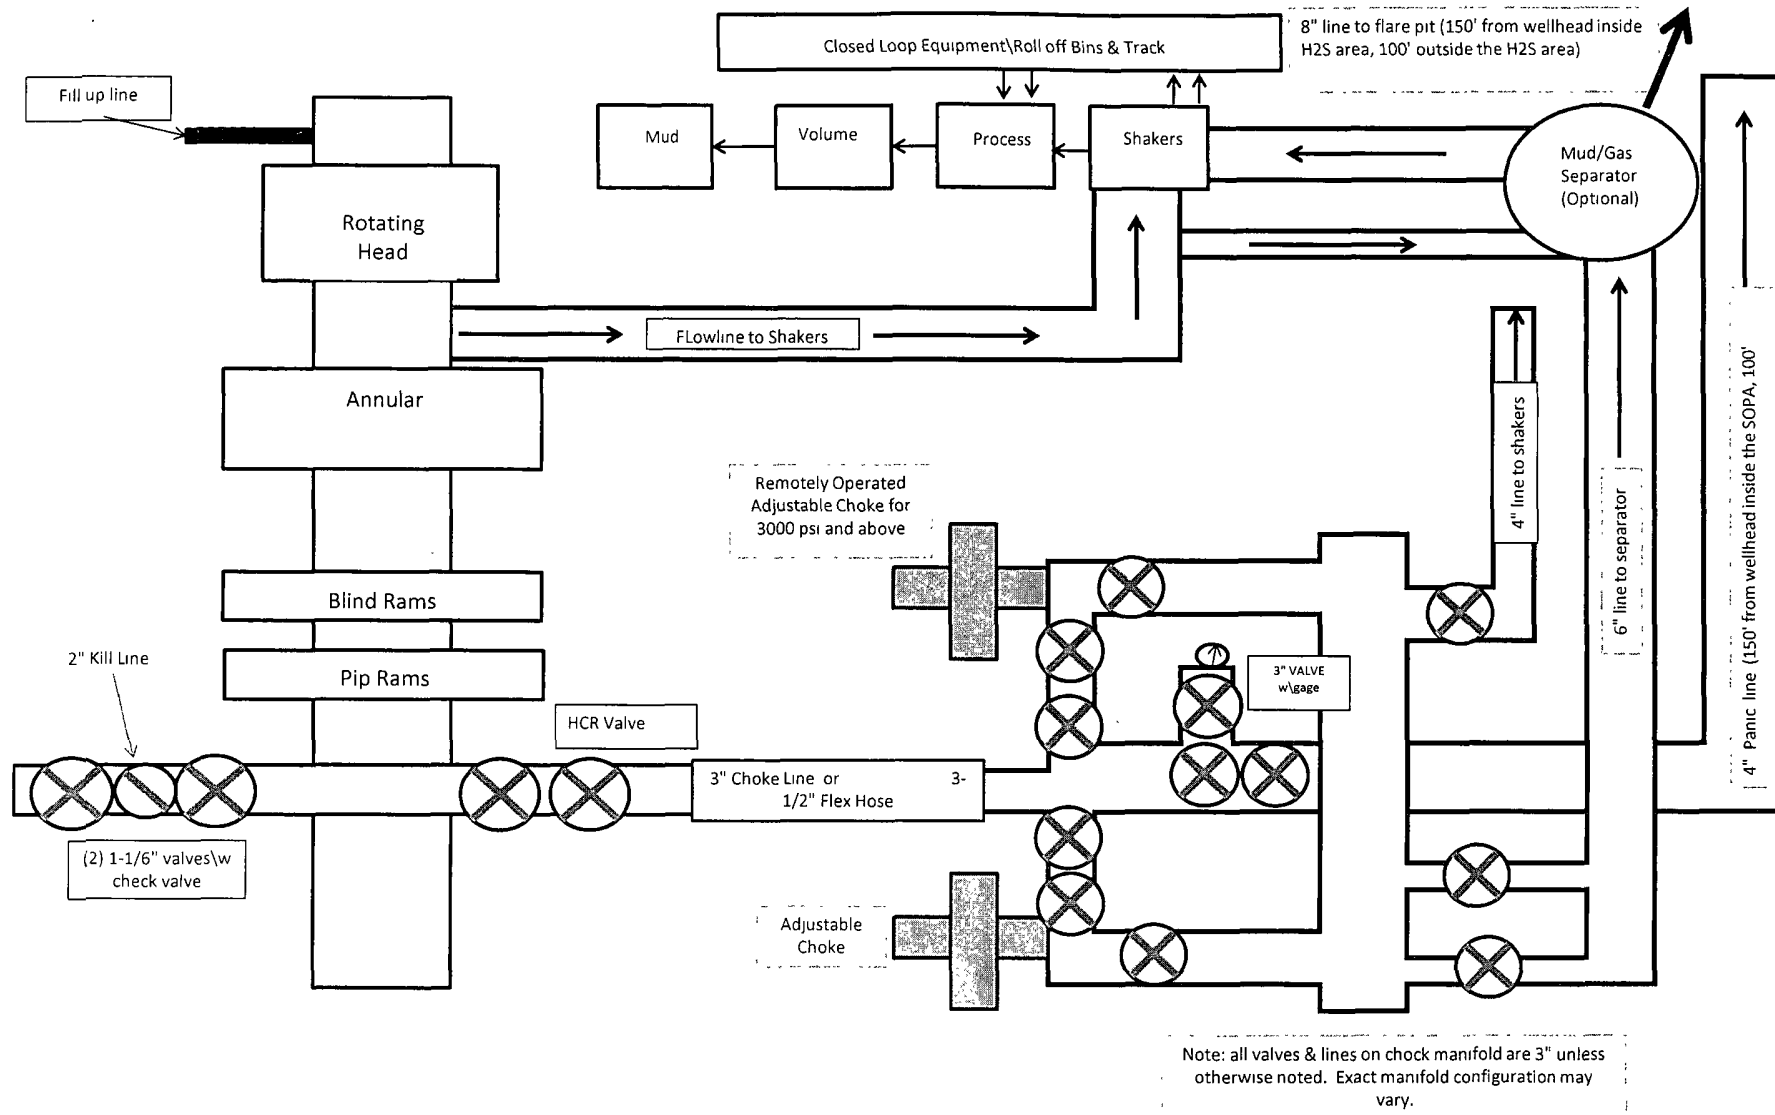 Closed Loop Equipment\Roll off Bins & Track
8" line to flare pit (150' from wellhead inside
H2S area, 100' outside the H2S area)
Fill up line
Mud
Volume
Process
Shakers
Mud/Gas
Separator
(Optional)
Rotating
Head
FLowline to Shakers
Annular
Remotely Operated
Adjustable Choke for
3000 psi and above
4" line to shakers
6" line to separator
4" Panic line (150' from wellhead inside the SOPA, 100'
Blind Rams
2" Kill Line
Pip Rams
3" VALVE
w\gage
HCR Valve
3" Choke Line or 3-
1/2" Flex Hose
(2) 1-1/6" valves\w
check valve
Adjustable
Choke
Note: all valves & lines on chock manifold are 3" unless
otherwise noted. Exact manifold configuration may
vary.